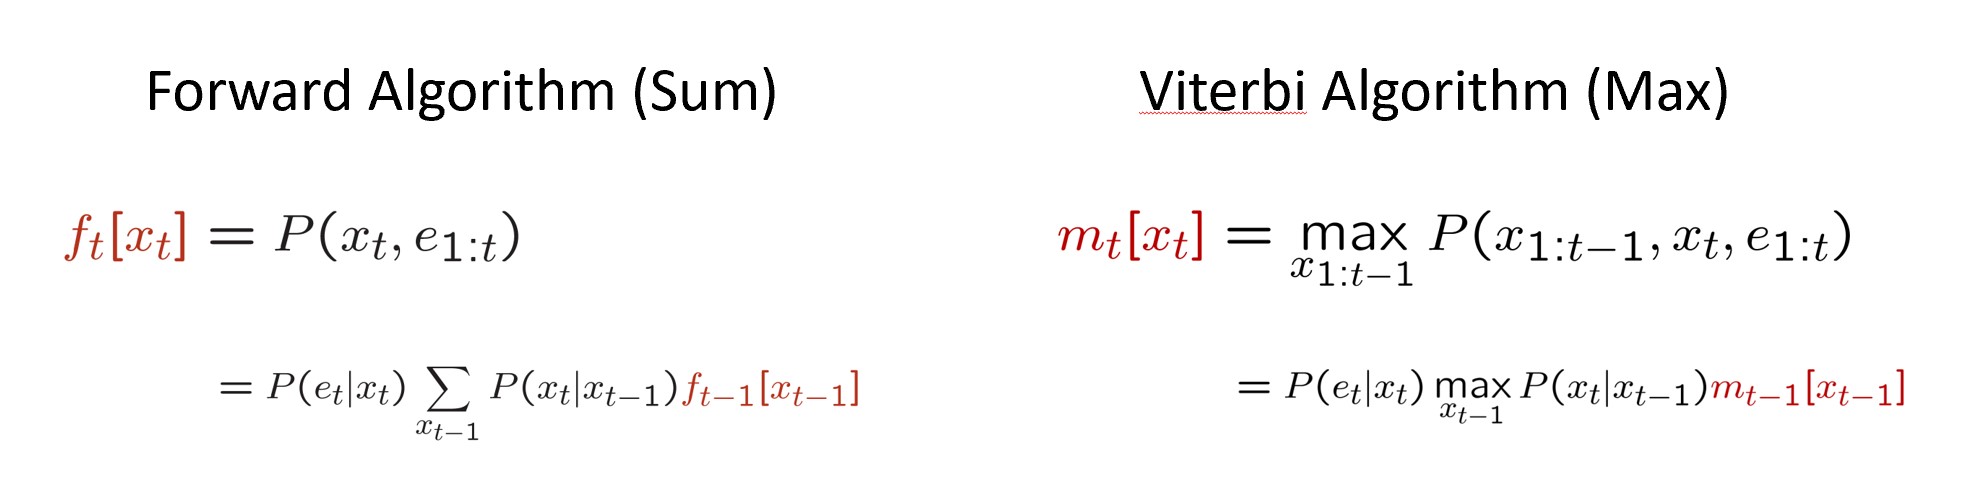 Forward Algorithm (Sum)
Viterbi Algorithm (Max)
f_t[x_t] = P(x_t, e_{1:t})
= P(e_t|x_t) ∑_{x_{t-1}} P(x_t|x_{t-1}) f_{t-1}[x_{t-1}]
m_t[x_t] = max_{x_{1:t-1}} P(x_{1:t-1}, x_t, e_{1:t})
= P(e_t|x_t) max_{x_{t-1}} P(x_t|x_{t-1}) m_{t-1}[x_{t-1}]